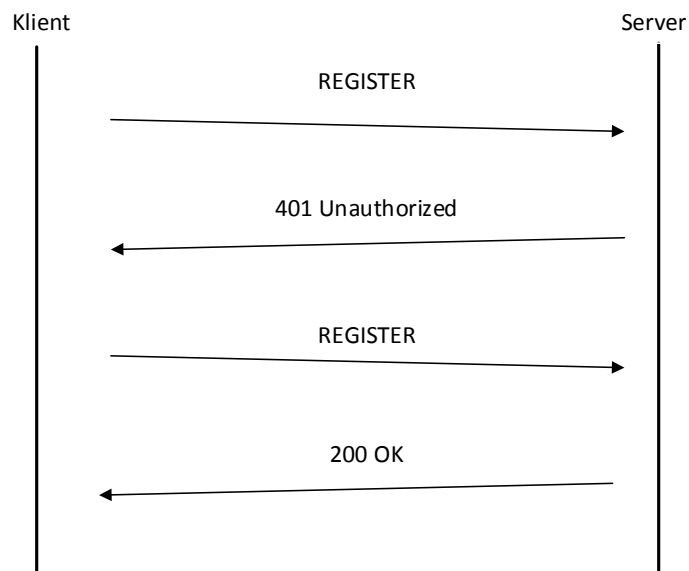 Klient
Server
REGISTER
401 Unauthorized
REGISTER
200 OK